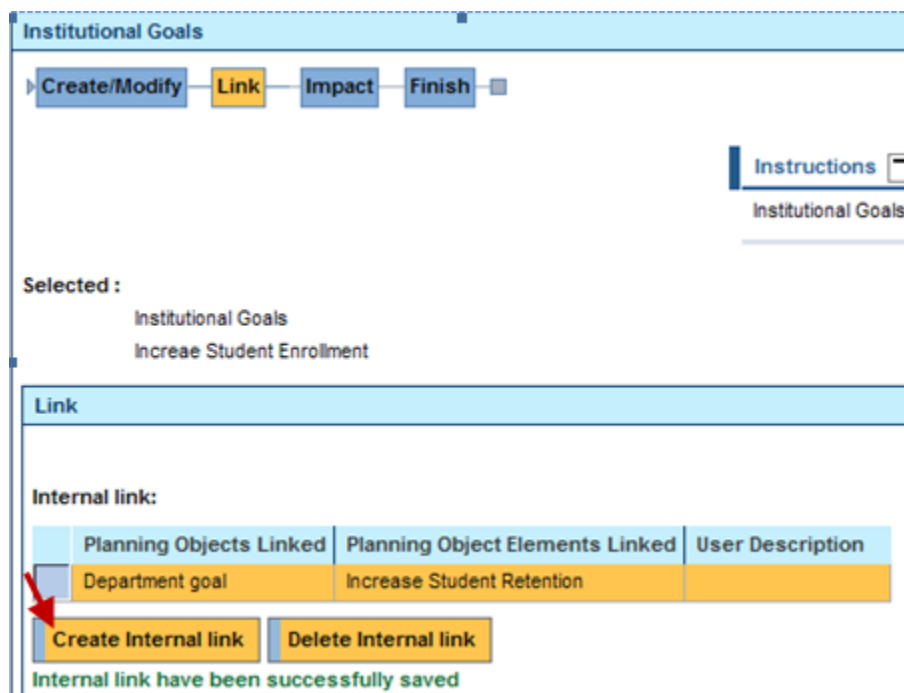 Institutional Goals
Create/Modify Link Impact Finish
Instructions
Institutional Goals
Selected :
Institutional Goals
Increae Student Enrollment
Link
Internal link:
Planning Objects Linked Planning Object Elements Linked User Description
Department goal Increase Student Retention
Create Internal link Delete Internal link
Internal link have been successfully saved